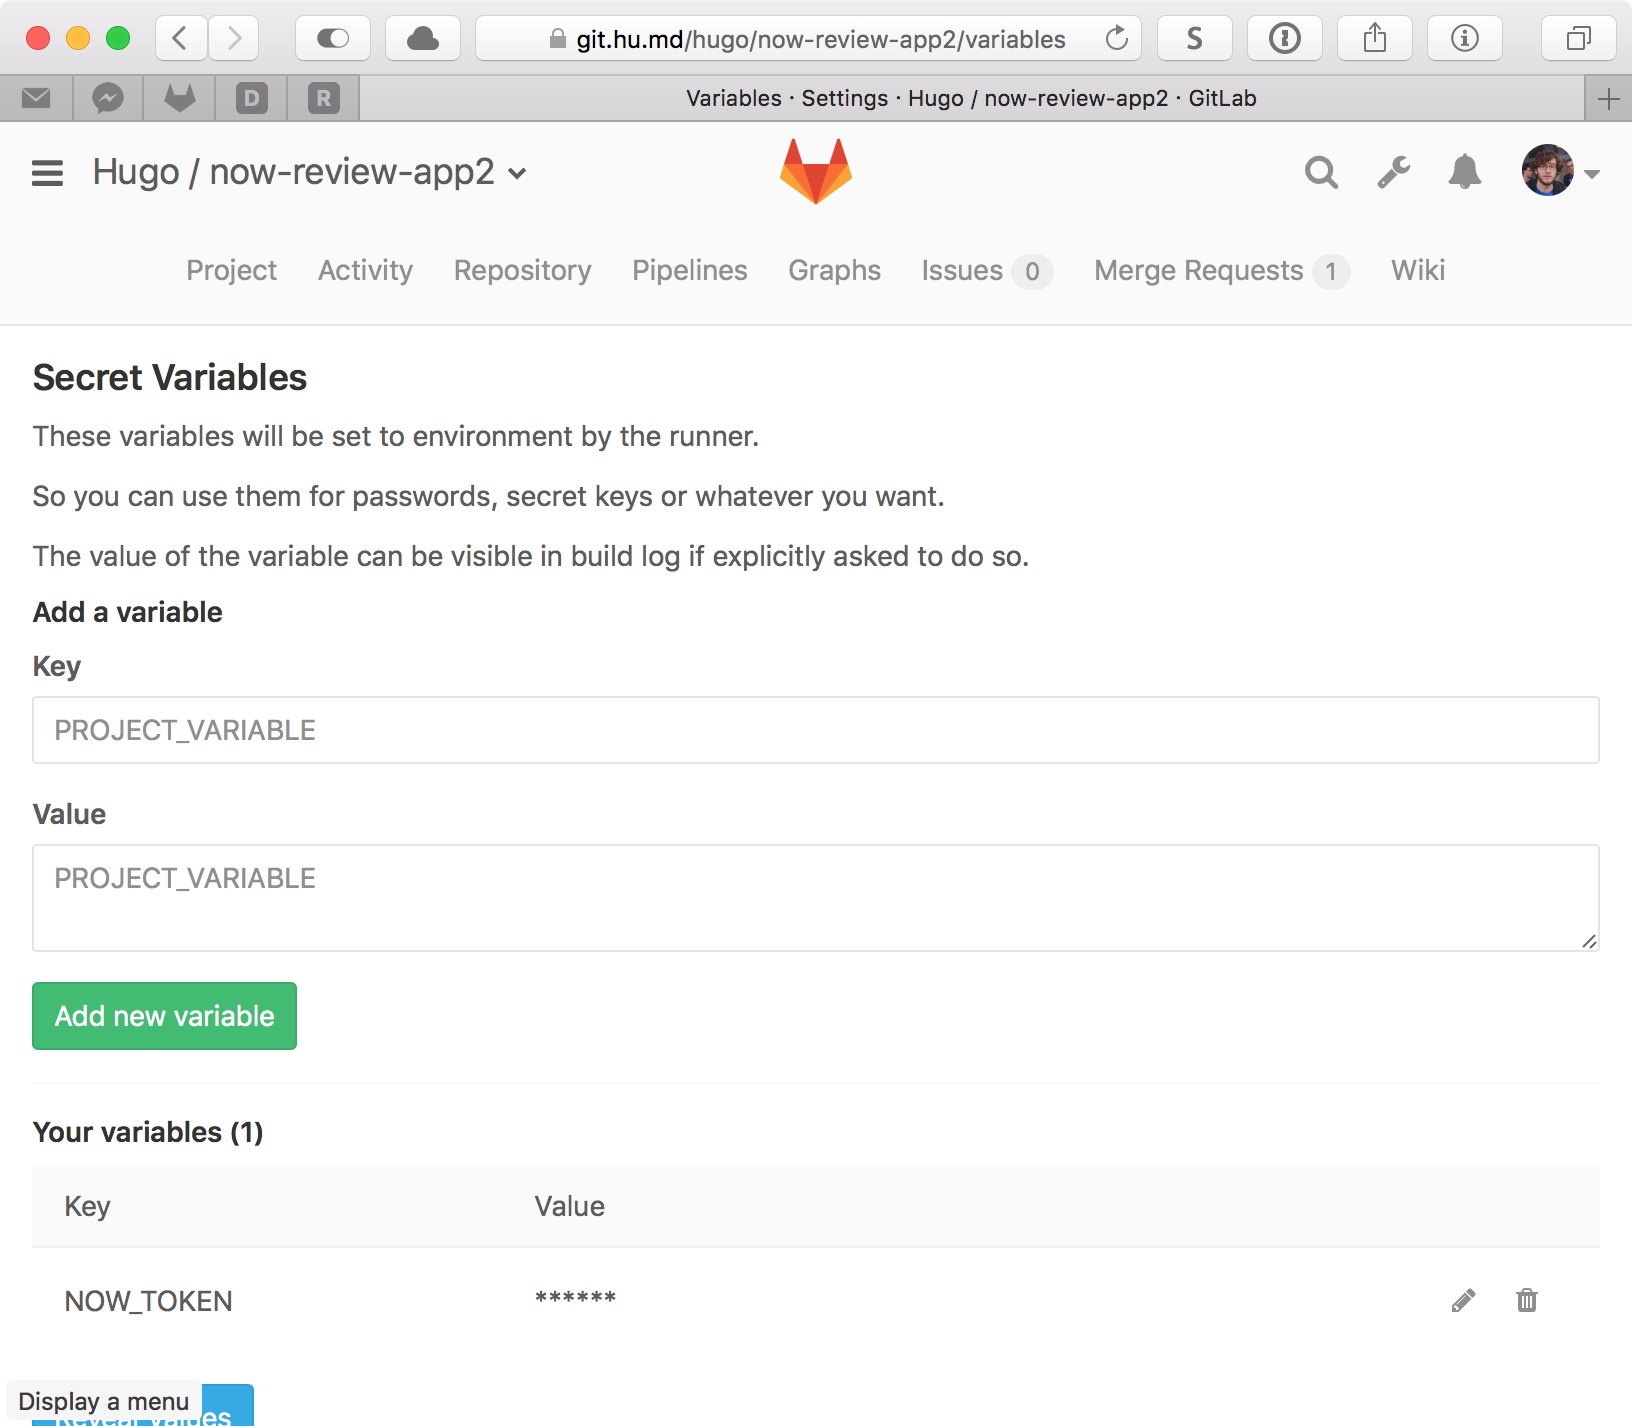 git.hu.md/hugo/now-review-app2/variables
S
D
R
Variables · Settings · Hugo / now-review-app2 · GitLab
Hugo / now-review-app2
Project Activity Repository Pipelines Graphs Issues 0 Merge Requests 1 Wiki
Secret Variables
These variables will be set to environment by the runner.
So you can use them for passwords, secret keys or whatever you want.
The value of the variable can be visible in build log if explicitly asked to do so.
Add a variable
Key
PROJECT_VARIABLE
Value
PROJECT_VARIABLE
Add new variable
Your variables (1)
Key Value
NOW_TOKEN ******
Display a menu
Reveal Values